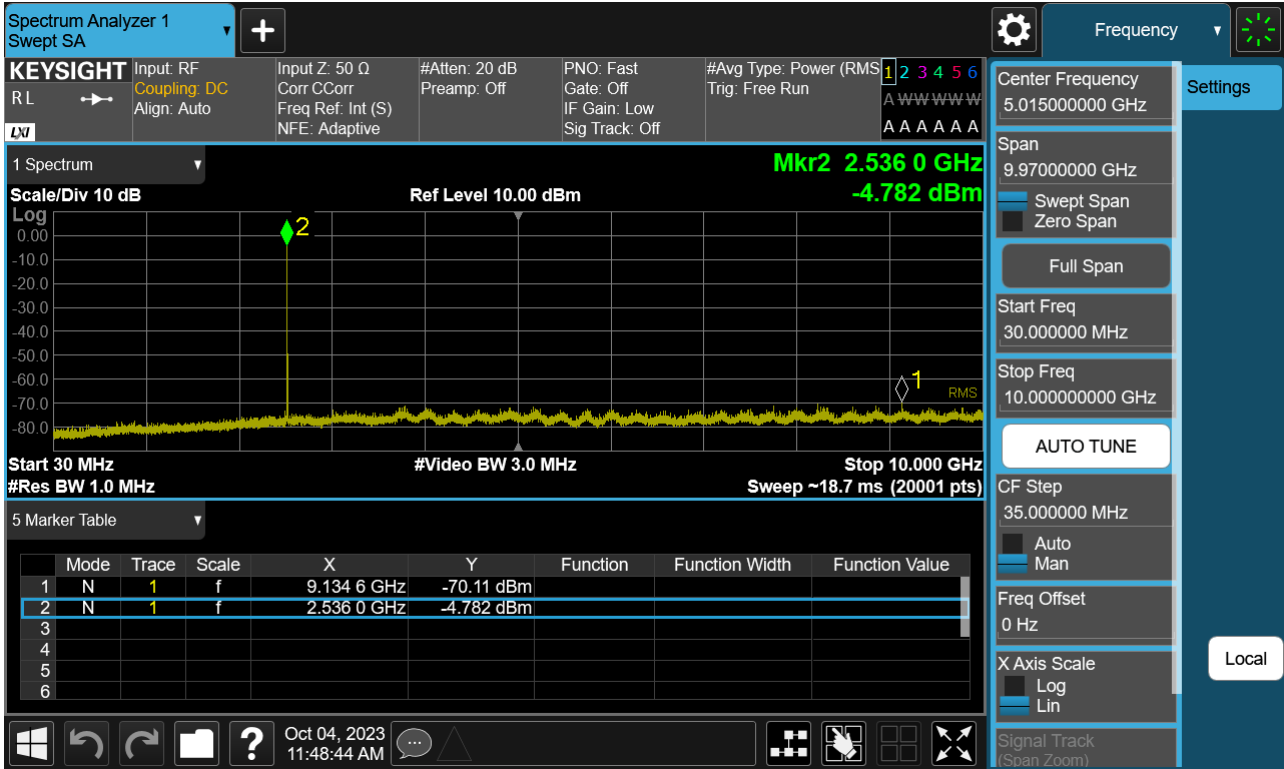 Spectrum Analyzer 1
Swept SA
+
Frequency
KEYSIGHT
RL
LXI
Input: RF
Coupling: DC
Align: Auto
Input Z: 50 Ω
Corr CCorr
Freq Ref: Int (S)
NFE: Adaptive
#Atten: 20 dB
Preamp: Off
PNO: Fast
Gate: Off
IF Gain: Low
Sig Track: Off
#Avg Type: Power (RMS
Trig: Free Run
1 2 3 4 5 6
A W W W W W
A A A A A A
1 Spectrum
Mkr2 2.536 0 GHz
-4.782 dBm
Scale/Div 10 dB
Ref Level 10.00 dBm
Log
0.00
-10.0
-20.0
-30.0
-40.0
-50.0
-60.0
-70.0
-80.0
2
1
RMS
Start 30 MHz
#Video BW 3.0 MHz
Stop 10.000 GHz
#Res BW 1.0 MHz
Sweep ~18.7 ms (20001 pts)
5 Marker Table
Mode Trace Scale X Y Function Function Width Function Value
1 N 1 f 9.134 6 GHz -70.11 dBm
2 N 1 f 2.536 0 GHz -4.782 dBm
3
4
5
6
Oct 04, 2023
11:48:44 AM
?
Center Frequency
5.015000000 GHz
Span
9.97000000 GHz
Swept Span
Zero Span
Full Span
Start Freq
30.000000 MHz
Stop Freq
10.000000000 GHz
AUTO TUNE
CF Step
35.000000 MHz
Auto
Man
Freq Offset
0 Hz
X Axis Scale
Log
Lin
Signal Track
(Span Zoom)
Settings
Local